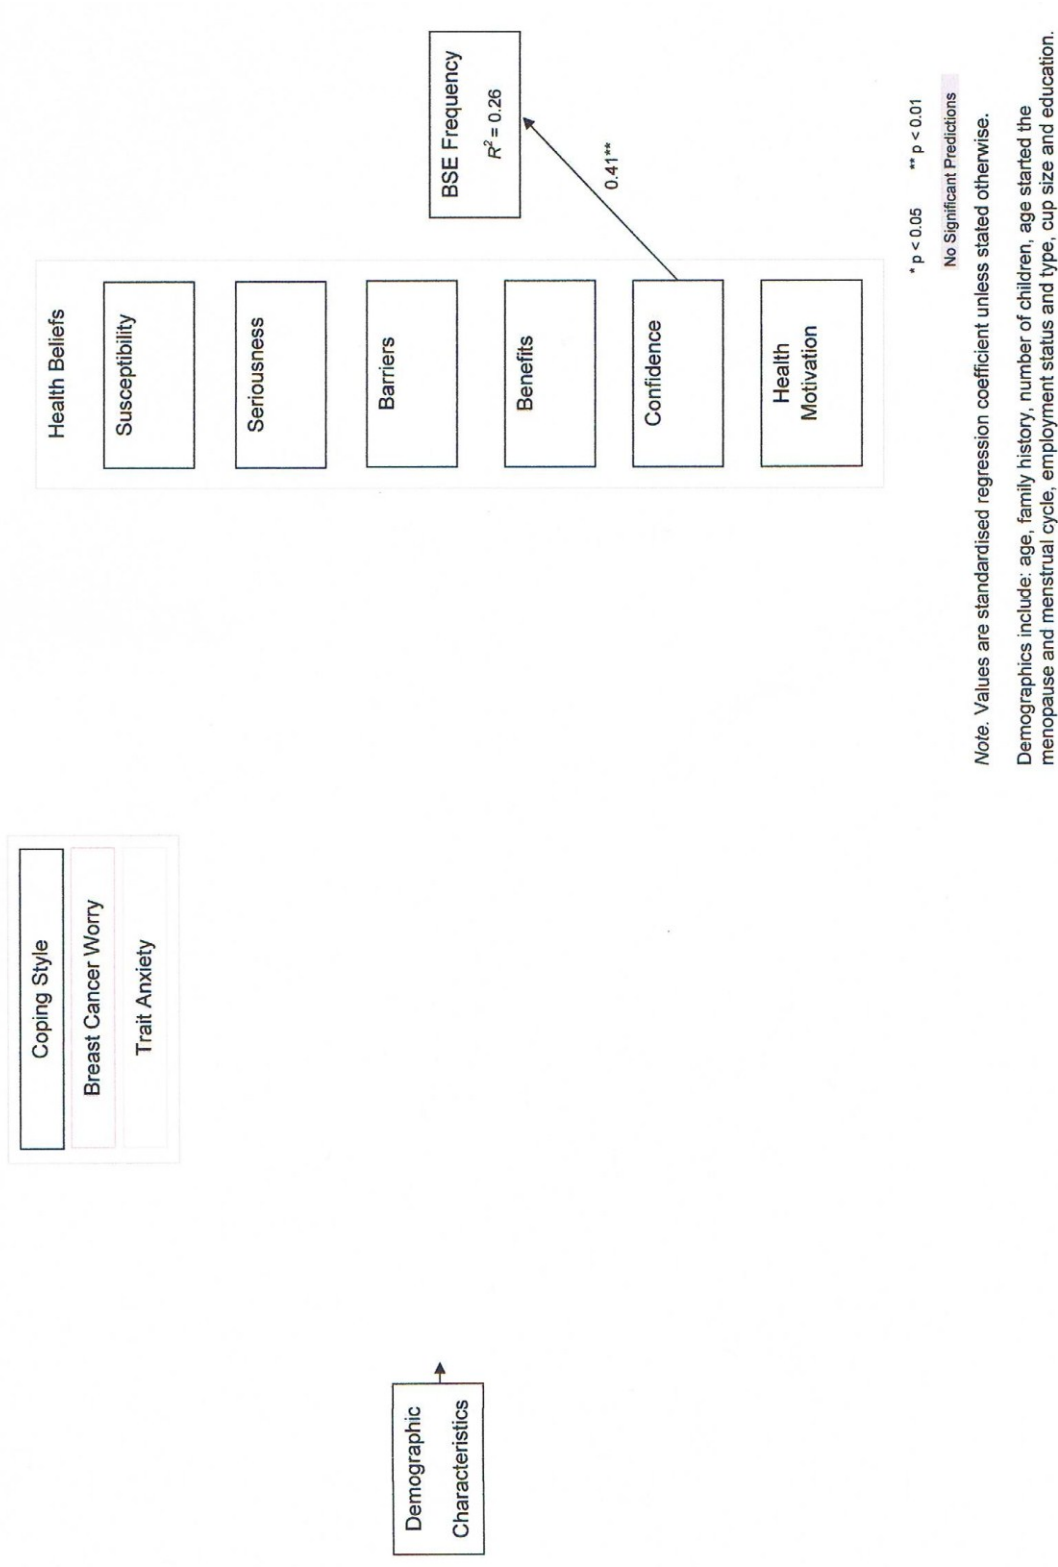 Coping Style
Breast Cancer Worry
Trait Anxiety
Demographic
Characteristics
Health Beliefs
Susceptibility
Seriousness
Barriers
Benefits
Confidence
Health
Motivation
BSE Frequency
R² = 0.26
0.41**
* p < 0.05 ** p < 0.01
No Significant Predictions
Note. Values are standardised regression coefficient unless stated otherwise.
Demographics include: age, family history, number of children, age started the
menopause and menstrual cycle, employment status and type, cup size and education.